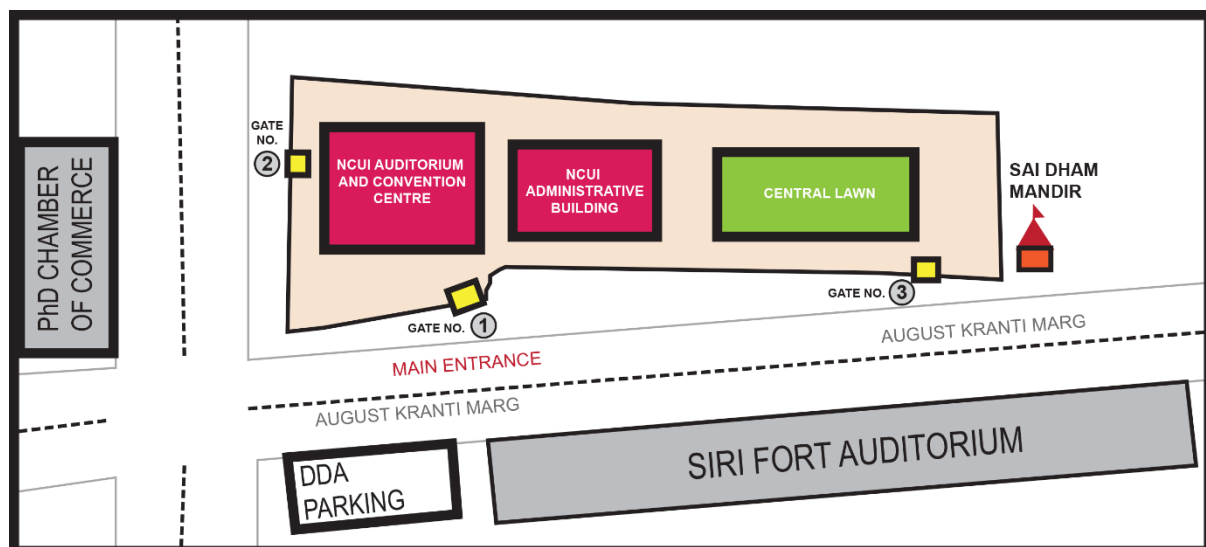 GATE
NO.
2
NCUI AUDITORIUM
AND CONVENTION
CENTRE
NCUI
ADMINISTRATIVE
BUILDING
CENTRAL LAWN
SAI DHAM
MANDIR
PhD CHAMBER
OF COMMERCE
GATE NO. 3
GATE NO. 1
MAIN ENTRANCE
AUGUST KRANTI MARG
AUGUST KRANTI MARG
DDA
PARKING
SIRI FORT AUDITORIUM